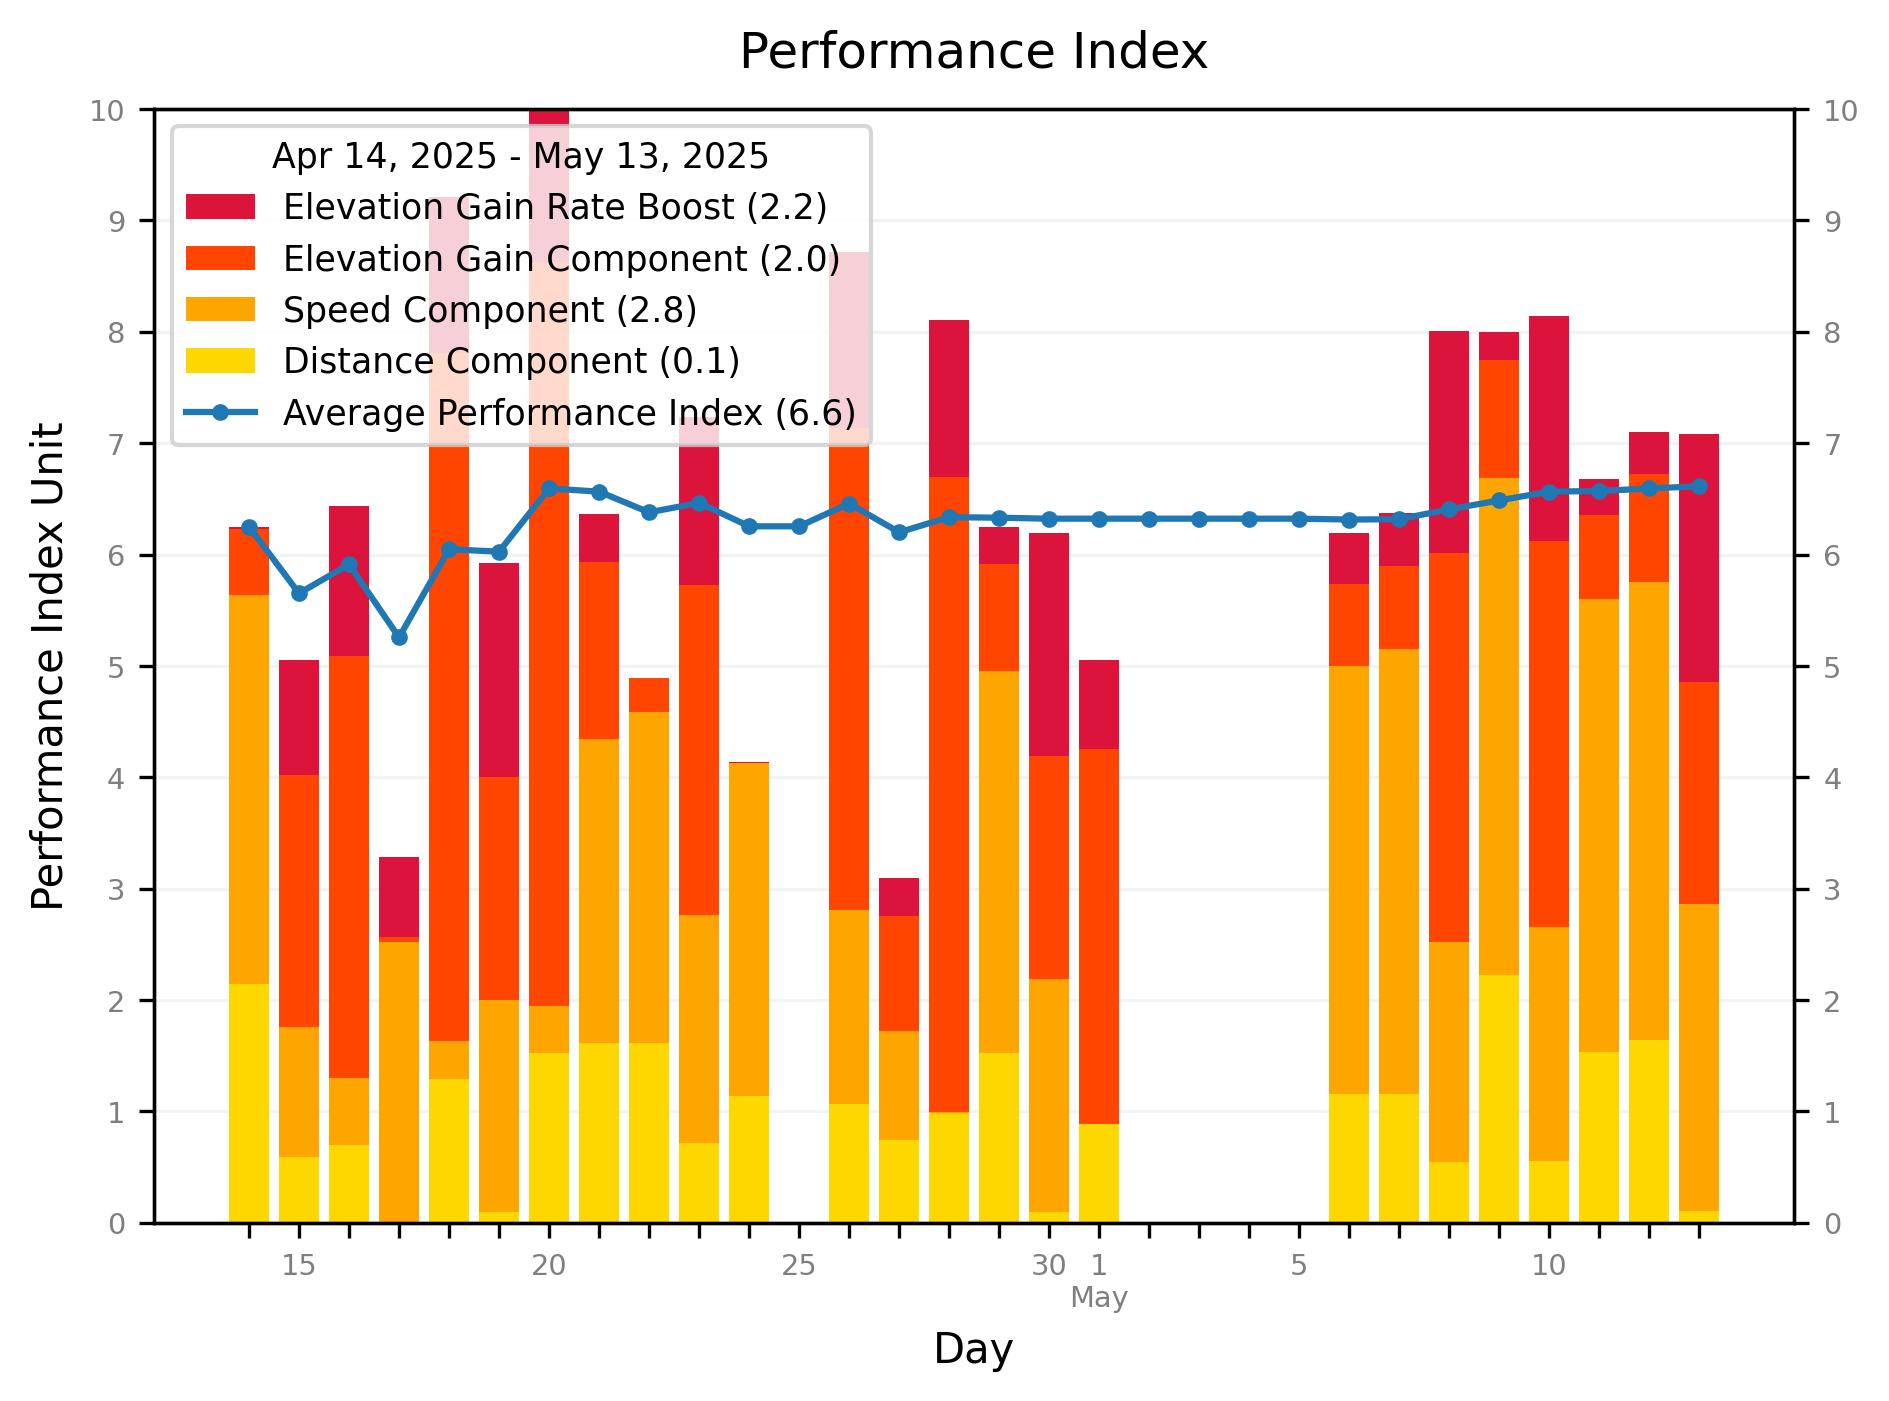 Performance Index
Apr 14, 2025 - May 13, 2025
Elevation Gain Rate Boost (2.2)
Elevation Gain Component (2.0)
Speed Component (2.8)
Distance Component (0.1)
Average Performance Index (6.6)
Performance Index Unit
10
9
8
7
6
5
4
3
2
1
0
10
9
8
7
6
5
4
3
2
1
0
15 20 25 30 1 5 10
May
Day